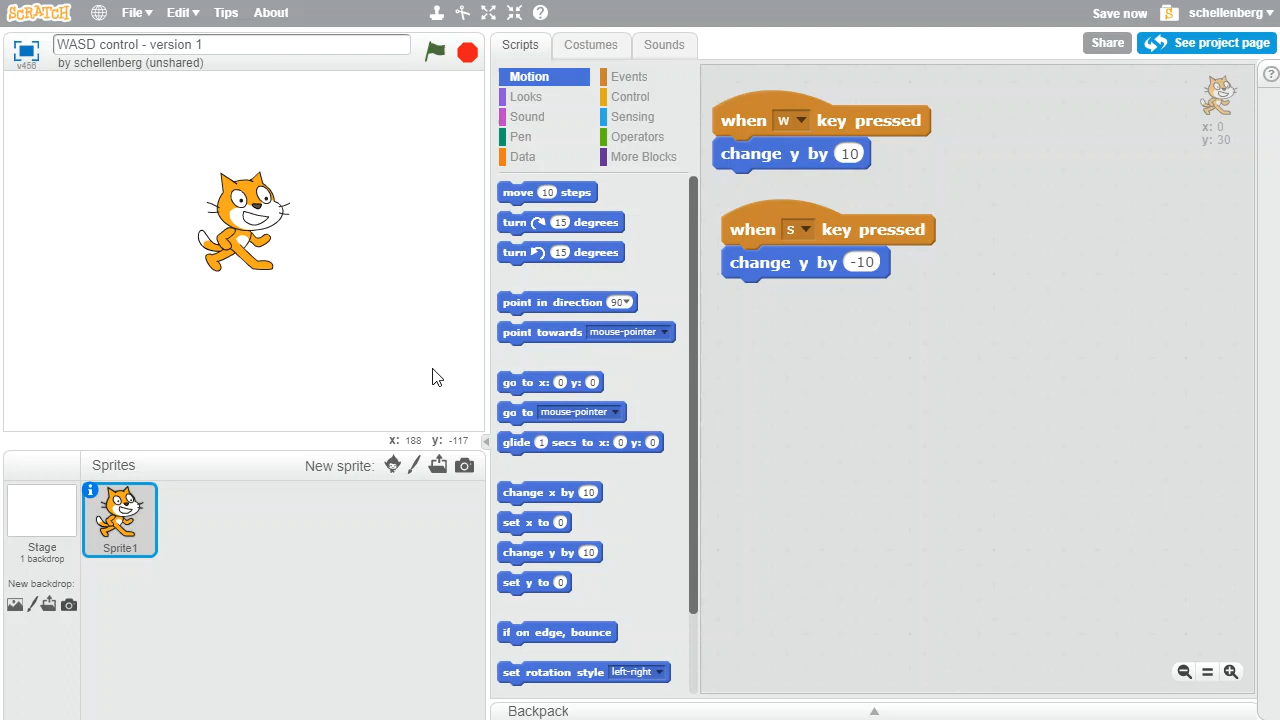 SCRATCH File Edit Tips About Save now S schellenberg
v456 WASD control - version 1
by schellenberg (unshared)
Scripts Costumes Sounds Share See project page
Motion Events
Looks Control
Sound Sensing
Pen Operators
Data More Blocks
move 10 steps
turn 15 degrees
turn 15 degrees
point in direction 90
point towards mouse-pointer
go to x: 0 y: 0
go to mouse-pointer
glide 1 secs to x: 0 y: 0
change x by 10
set x to 0
change y by 10
set y to 0
if on edge, bounce
set rotation style left-right
when w key pressed
change y by 10
when s key pressed
change y by -10
x: 0
y: 30
?
x: 188 y: -117
Sprites New sprite:
Stage
1 backdrop
New backdrop:
i
Sprite1
Backpack